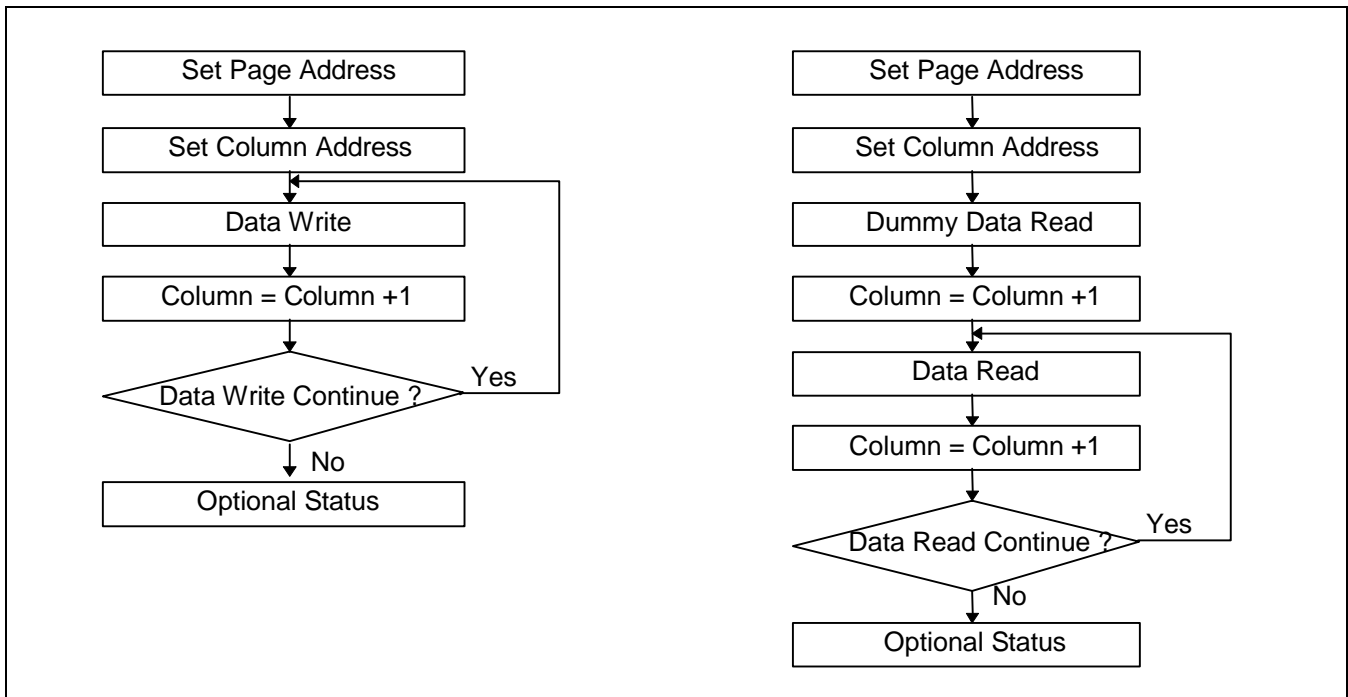 Set Page Address
Set Column Address
Data Write
Column = Column +1
Data Write Continue ?
Yes
No
Optional Status
Set Page Address
Set Column Address
Dummy Data Read
Column = Column +1
Data Read
Column = Column +1
Data Read Continue ?
Yes
No
Optional Status